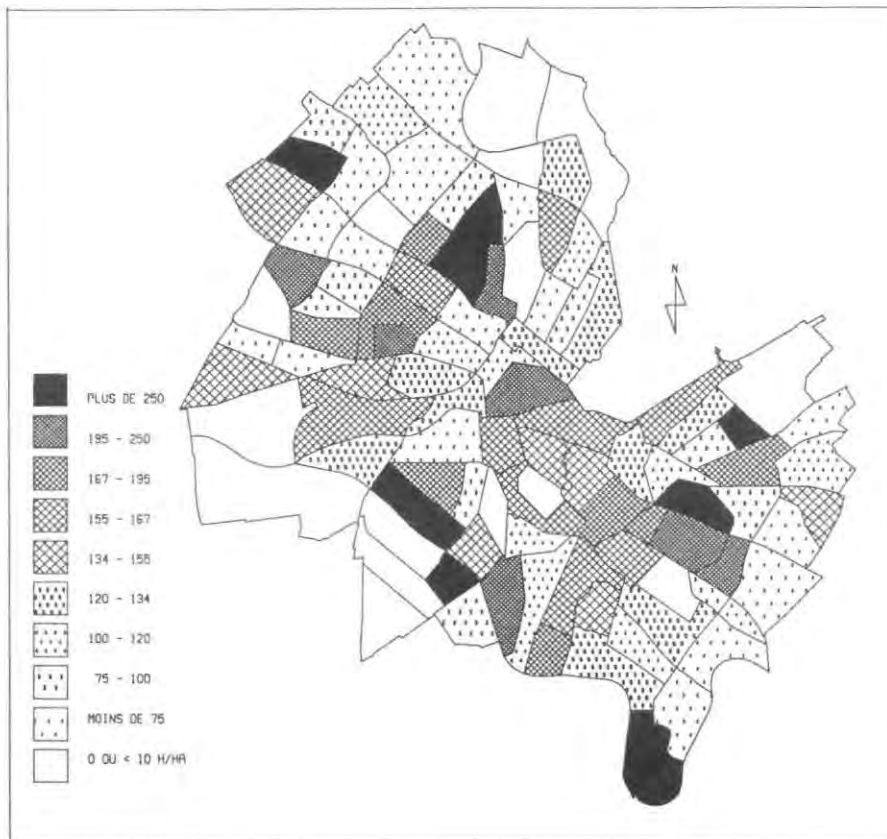 N
PLUS DE 250
195 - 250
167 - 195
155 - 167
134 - 155
120 - 134
100 - 120
75 - 100
MOINS DE 75
0 OU < 10 H/HA